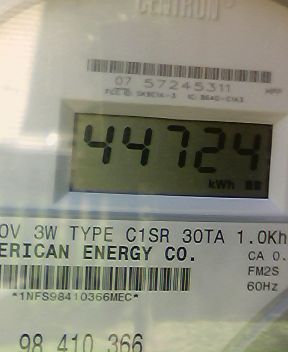 CENTRON®
07 57245311
44724
kWh
0V 3W TYPE C1SR 30TA 1.0Kh
ERICAN ENERGY CO.
CA 0.
FM2S
60Hz
*1NFS98410366MEC*
98 410 366